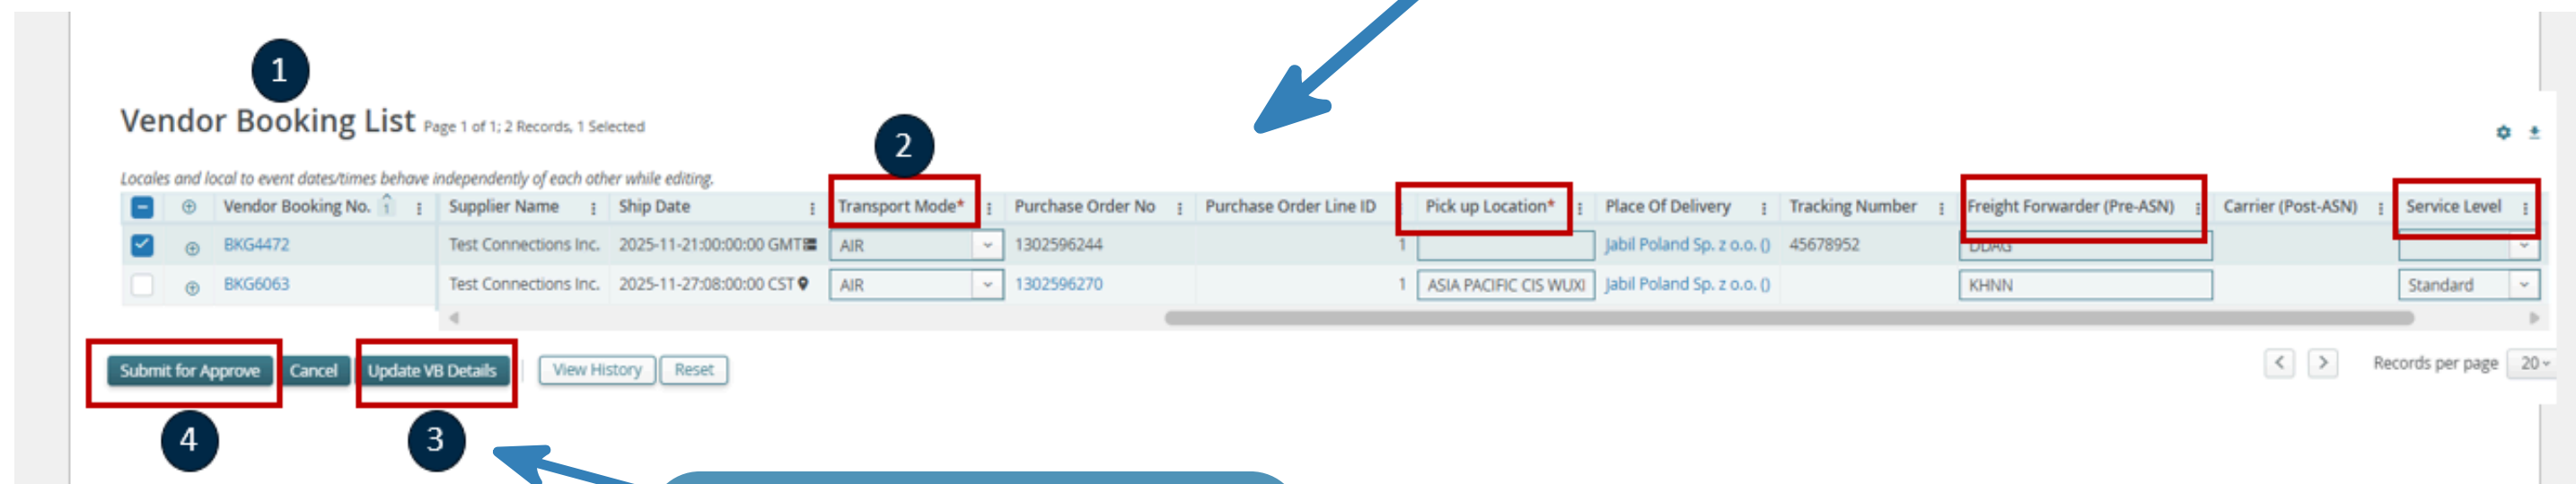 1
Vendor Booking List Page 1 of 1; 2 Records, 1 Selected
2
Locales and local to event dates/times behave independently of each other while editing.
Vendor Booking No. 1 Supplier Name Ship Date Transport Mode* Purchase Order No Purchase Order Line ID Pick up Location* Place Of Delivery Tracking Number Freight Forwarder (Pre-ASN) Carrier (Post-ASN) Service Level
BKG4472 Test Connections Inc. 2025-11-21:00:00:00 GMT AIR 1302596244 1 Jabil Poland Sp. z o.o. () 45678952 DDAG
BKG6063 Test Connections Inc. 2025-11-27:08:00:00 CST AIR 1302596270 1 ASIA PACIFIC CIS WUXI Jabil Poland Sp. z o.o. () KHNN Standard
Submit for Approve Cancel Update VB Details View History Reset < > Records per page 20
4 3